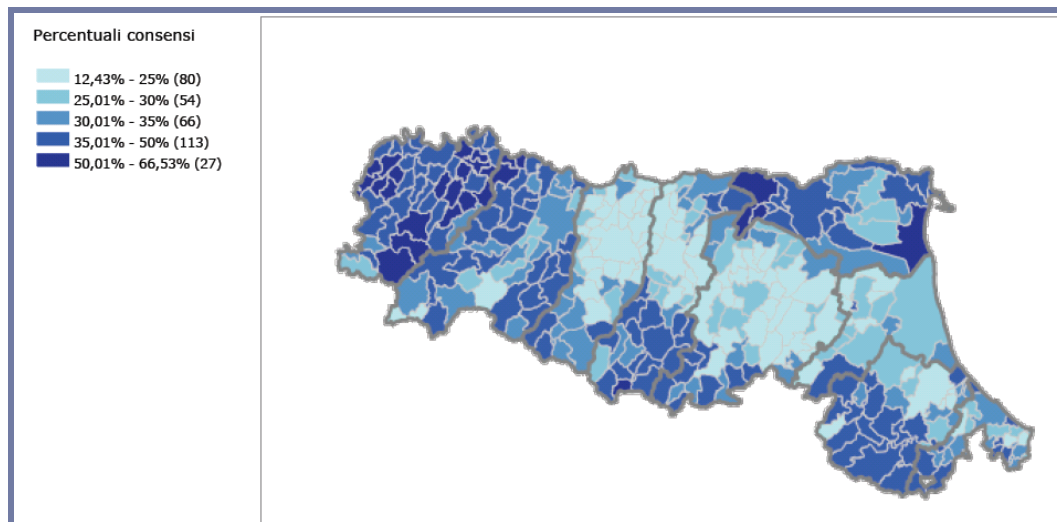 Percentuali consensi
12,43% - 25% (80)
25,01% - 30% (54)
30,01% - 35% (66)
35,01% - 50% (113)
50,01% - 66,53% (27)